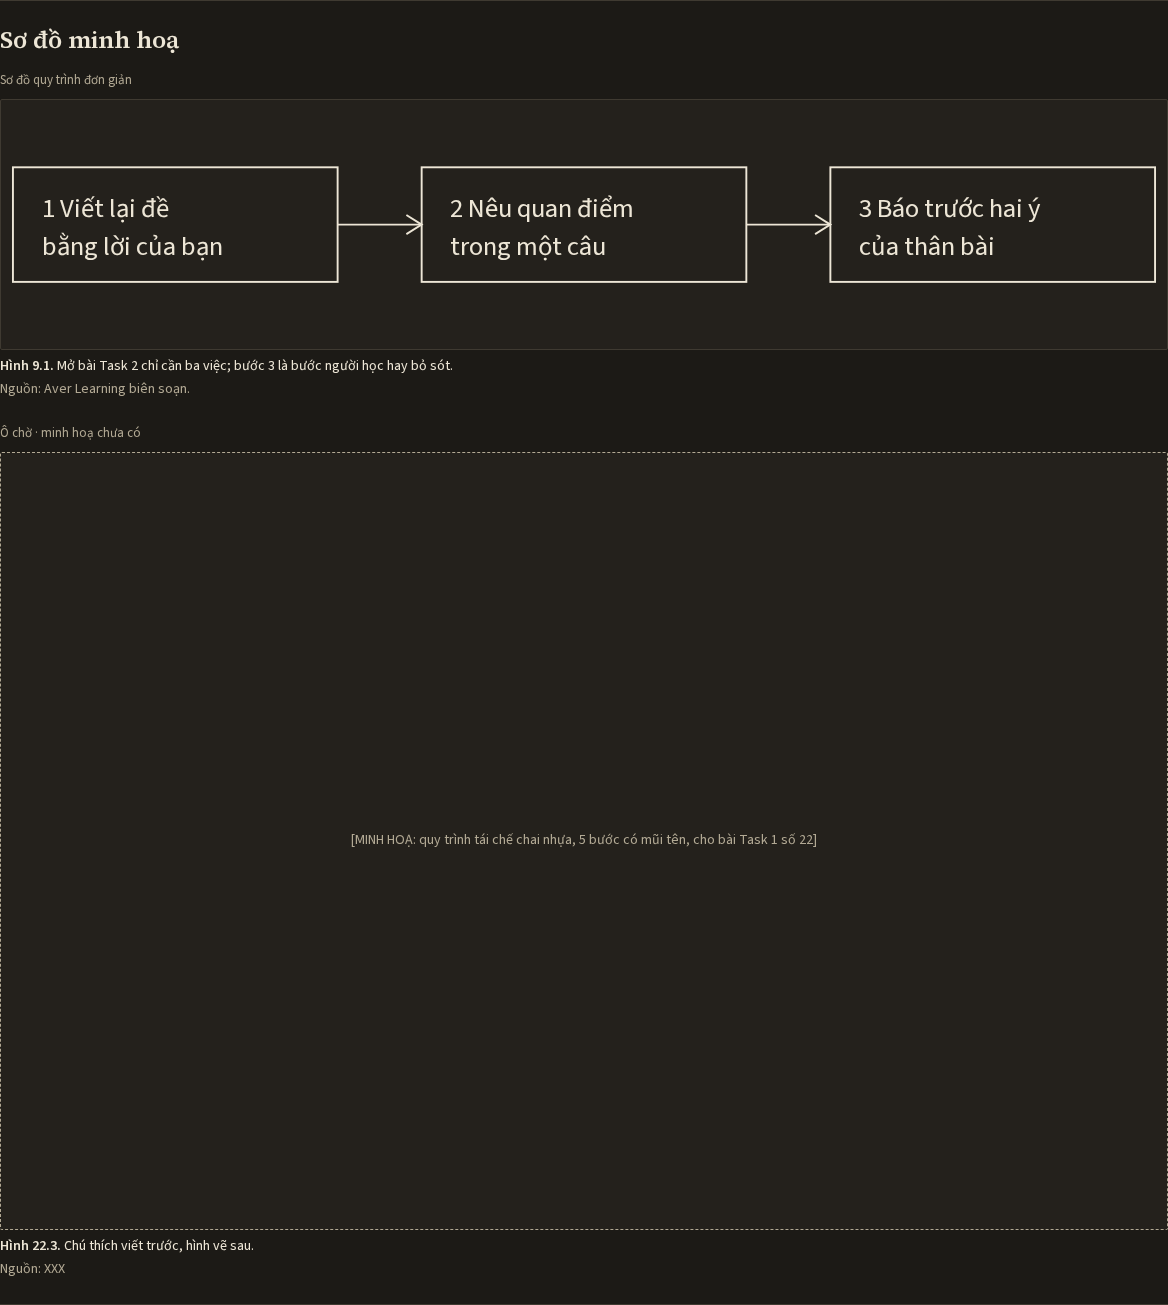 Sơ đồ minh hoạ
Sơ đồ quy trình đơn giản
1 Viết lại đề
bằng lời của bạn
2 Nêu quan điểm
trong một câu
3 Báo trước hai ý
của thân bài
Hình 9.1. Mở bài Task 2 chỉ cần ba việc; bước 3 là bước người học hay bỏ sót.
Nguồn: Aver Learning biên soạn.
Ô chờ · minh hoạ chưa có
[MINH HOẠ: quy trình tái chế chai nhựa, 5 bước có mũi tên, cho bài Task 1 số 22]
Hình 22.3. Chú thích viết trước, hình vẽ sau.
Nguồn: XXX